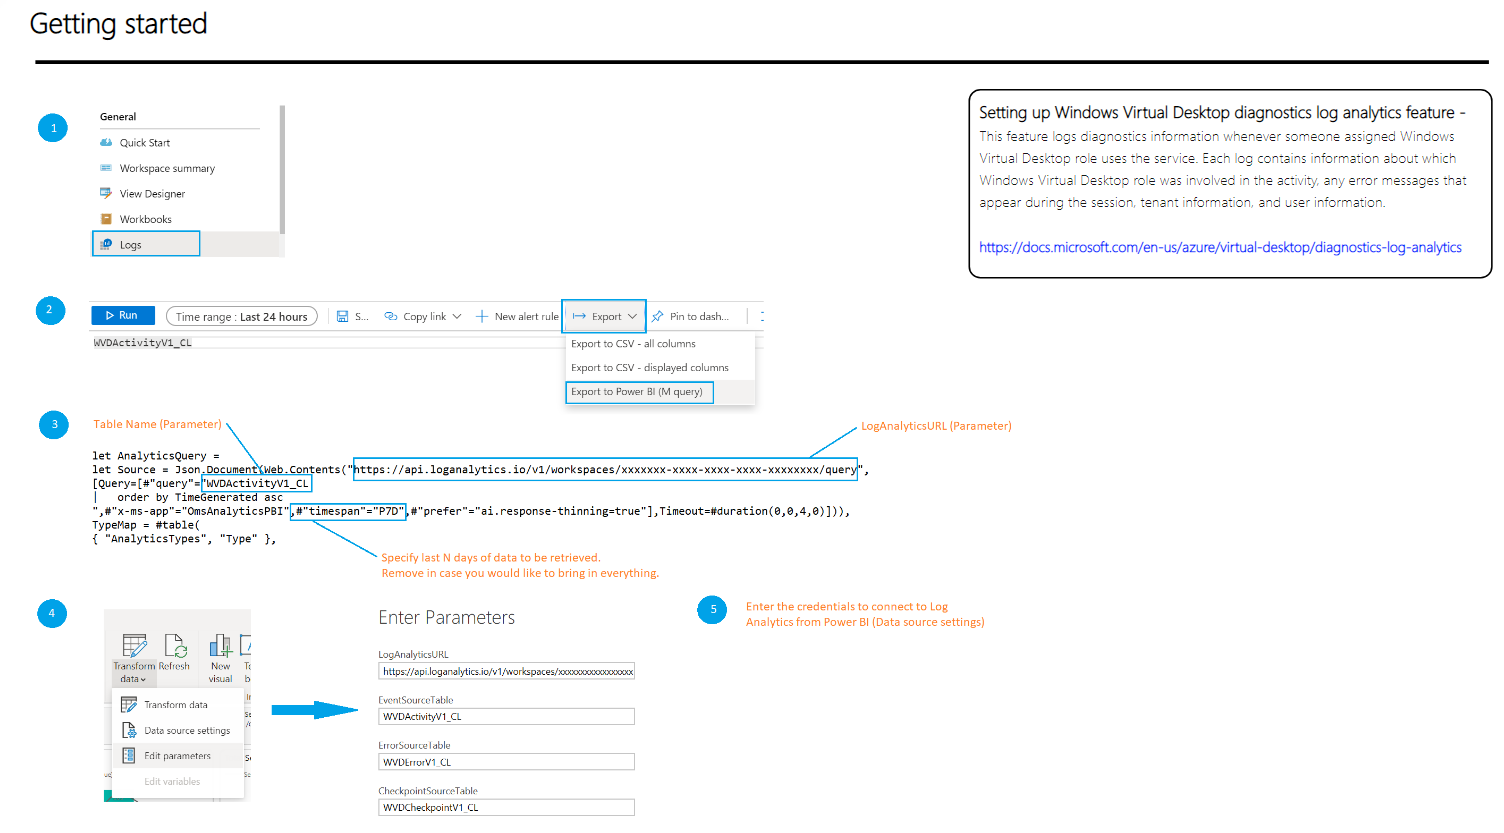 Getting started
1
General
Quick Start
Workspace summary
View Designer
Workbooks
Logs
Setting up Windows Virtual Desktop diagnostics log analytics feature -
This feature logs diagnostics information whenever someone assigned Windows
Virtual Desktop role uses the service. Each log contains information about which
Windows Virtual Desktop role was involved in the activity, any error messages that
appear during the session, tenant information, and user information.
https://docs.microsoft.com/en-us/azure/virtual-desktop/diagnostics-log-analytics
2
Run Time range : Last 24 hours S... Copy link New alert rule Export Pin to dash...
WVDActivityV1_CL
Export to CSV - all columns
Export to CSV - displayed columns
Export to Power BI (M query)
3
Table Name (Parameter)
LogAnalyticsURL (Parameter)
let AnalyticsQuery =
let Source = Json.Document(Web.Contents("https://api.loganalytics.io/v1/workspaces/xxxxxxx-xxxx-xxxx-xxxx-xxxxxxxx/query",
[Query=[#"query"="WVDActivityV1_CL
| order by TimeGenerated asc
",#"x-ms-app"="OmsAnalyticsPBI",#"timespan"="P7D",#"prefer"="ai.response-thinning=true"],Timeout=#duration(0,0,4,0)])),
TypeMap = #table(
{ "AnalyticsTypes", "Type" },
Specify last N days of data to be retrieved.
Remove in case you would like to bring in everything.
4
Transform Refresh New
data visual
Transform data
Data source settings
Edit parameters
Edit variables
Enter Parameters
LogAnalyticsURL
https://api.loganalytics.io/v1/workspaces/xxxxxxxxxxxxxxxxx
EventSourceTable
WVDActivityV1_CL
ErrorSourceTable
WVDErrorV1_CL
CheckpointSourceTable
WVDCheckpointV1_CL
5
Enter the credentials to connect to Log
Analytics from Power BI (Data source settings)